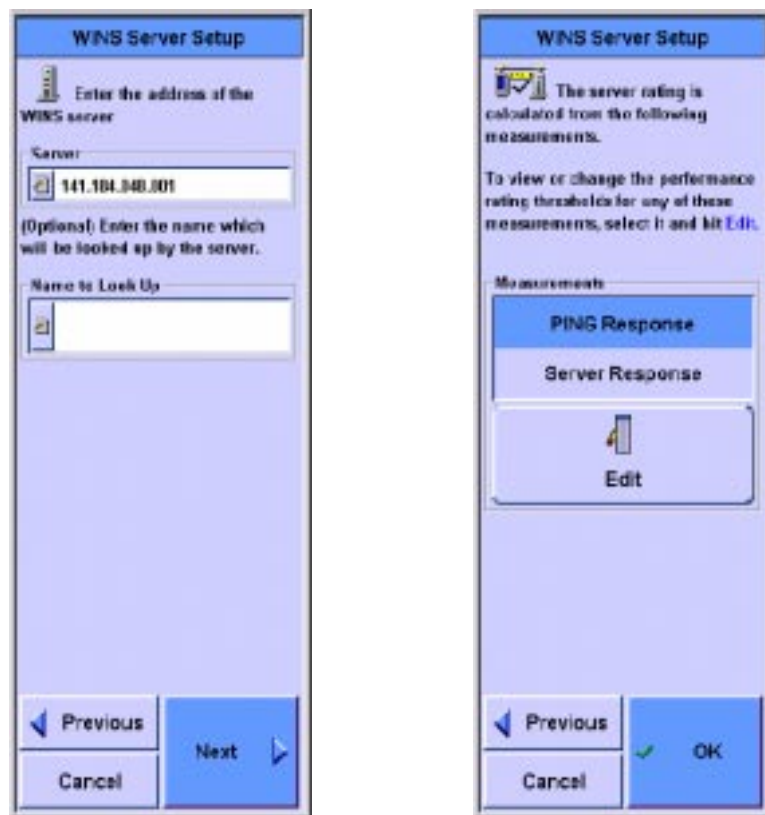 WINS Server Setup
Enter the address of the
WINS server
Server
141.184.048.001
(Optional) Enter the name which
will be looked up by the server.
Name to Look Up
Previous
Next
Cancel
WINS Server Setup
The server rating is
calculated from the following
measurements.
To view or change the performance
rating thresholds for any of these
measurements, select it and hit Edit.
Measurements
PING Response
Server Response
Edit
Previous
OK
Cancel